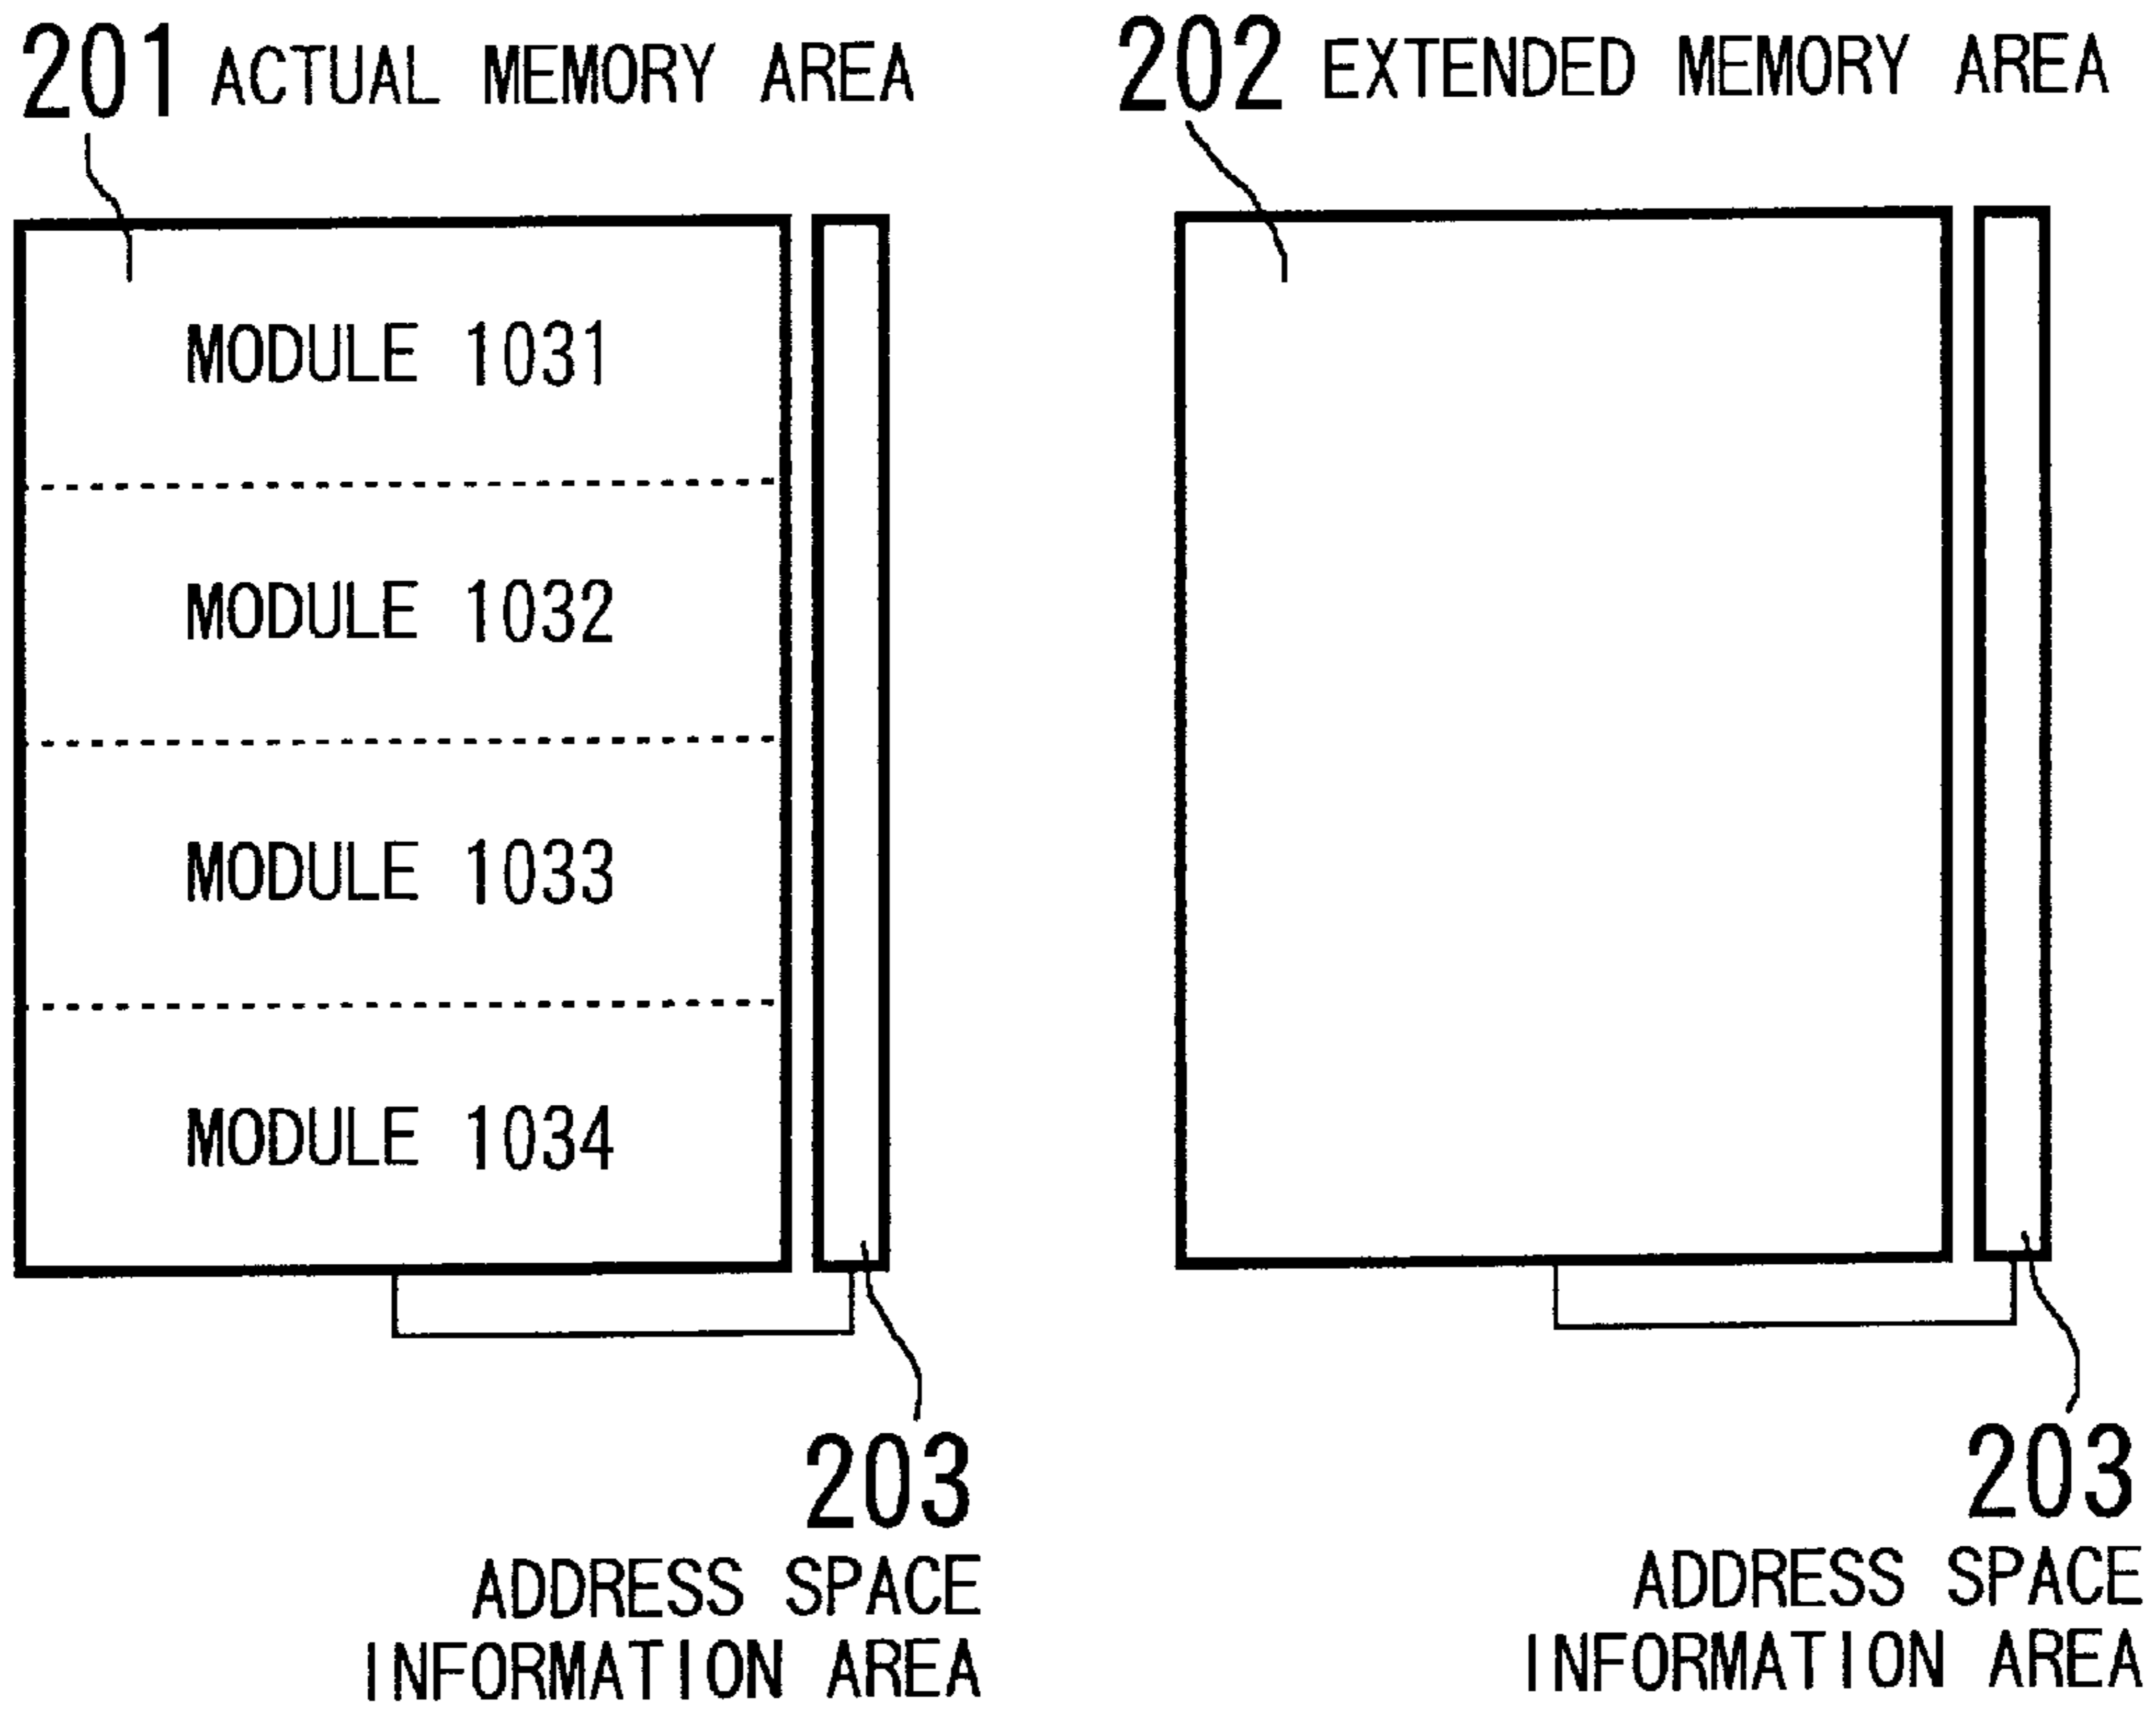 201 ACTUAL MEMORY AREA
202 EXTENDED MEMORY AREA
MODULE 1031
MODULE 1032
MODULE 1033
MODULE 1034
203
ADDRESS SPACE
INFORMATION AREA
203
ADDRESS SPACE
INFORMATION AREA